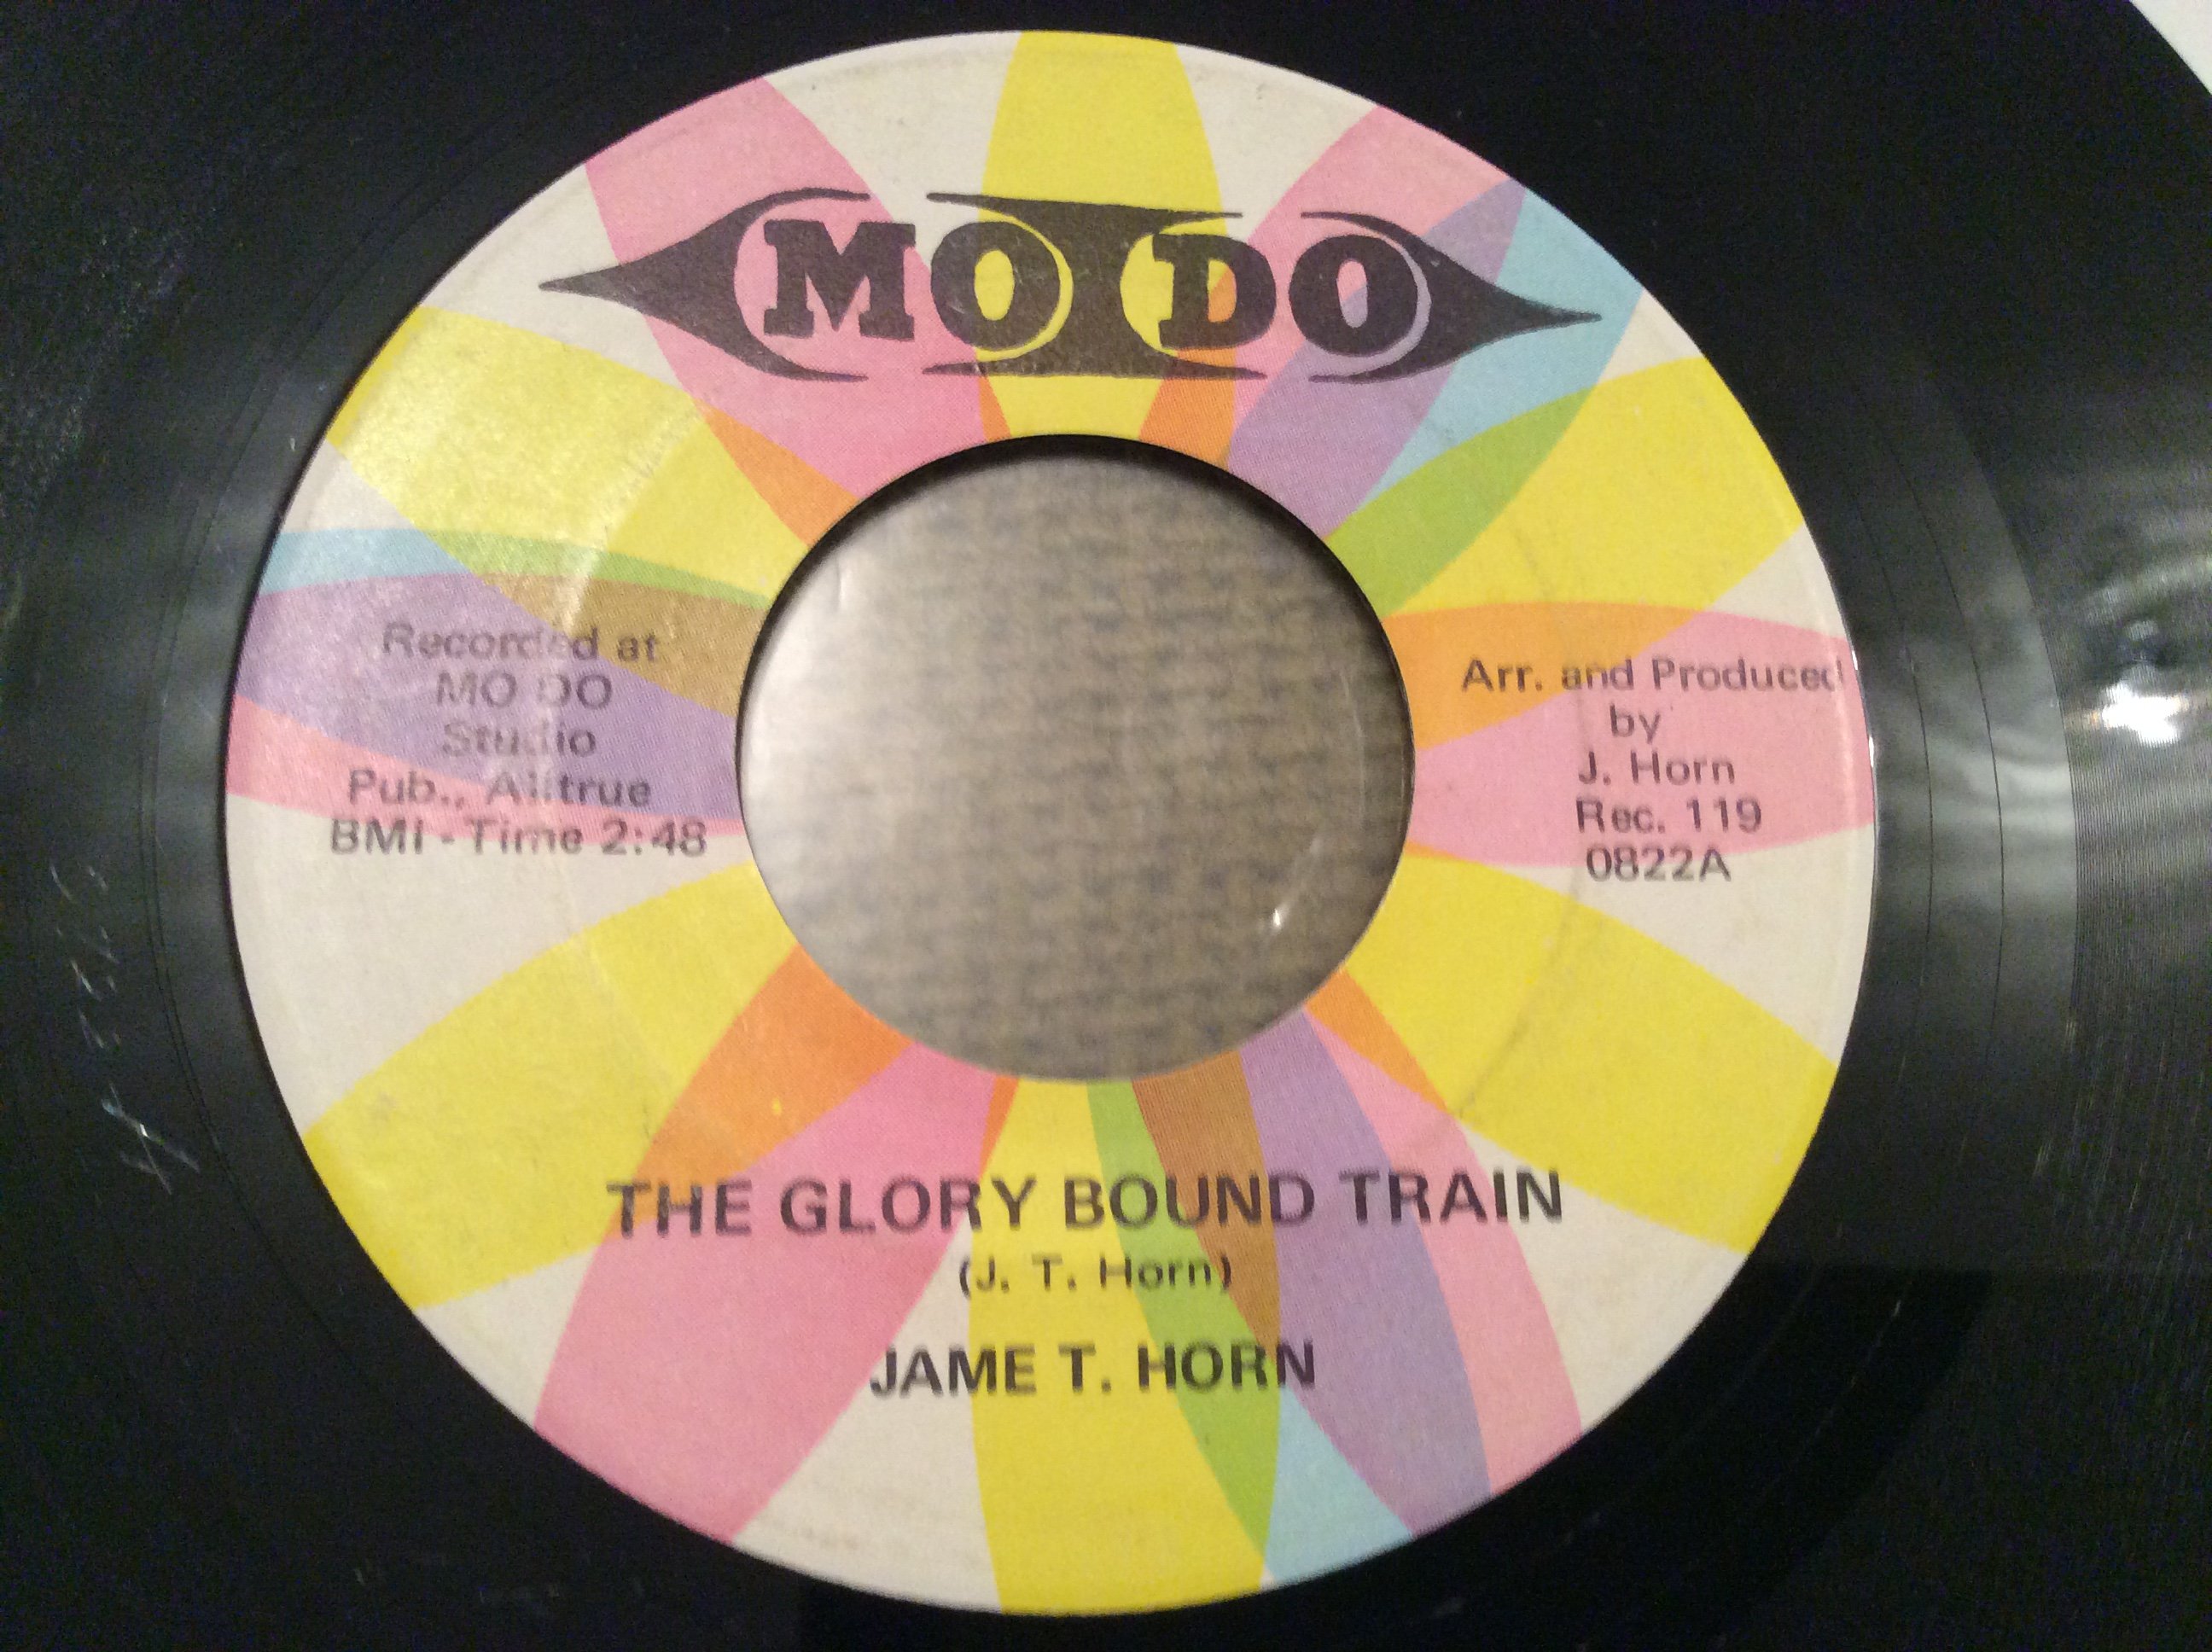 MO DO
Recorded at
MO DO
Studio
Pub., Alltrue
BMI - Time 2:48
Arr. and Produced
by
J. Horn
Rec. 119
0822A
THE GLORY BOUND TRAIN
(J. T. Horn)
JAME T. HORN